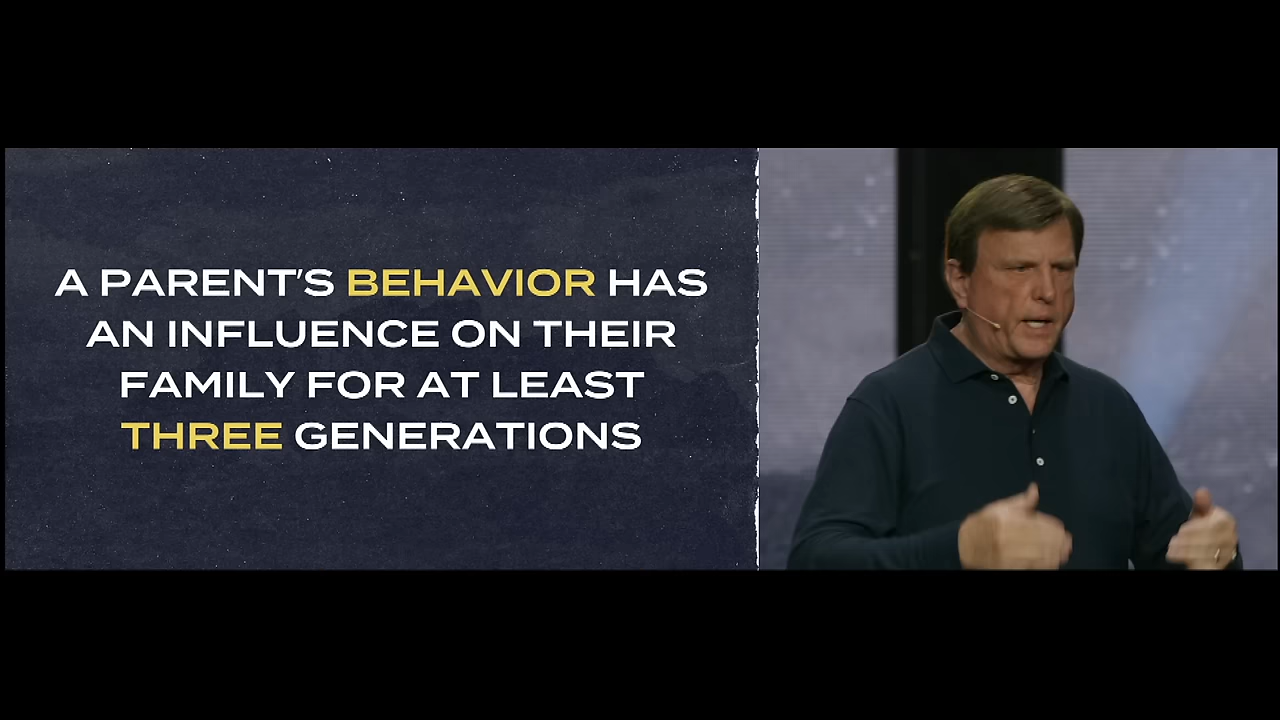 A PARENT'S BEHAVIOR HAS
AN INFLUENCE ON THEIR
FAMILY FOR AT LEAST
THREE GENERATIONS